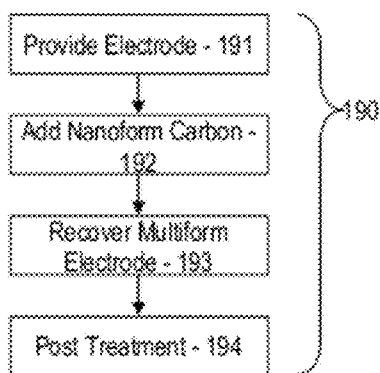 Provide Electrode - 191
Add Nanoform Carbon -
192
Recover Multiform
Electrode - 193
Post Treatment - 194
190